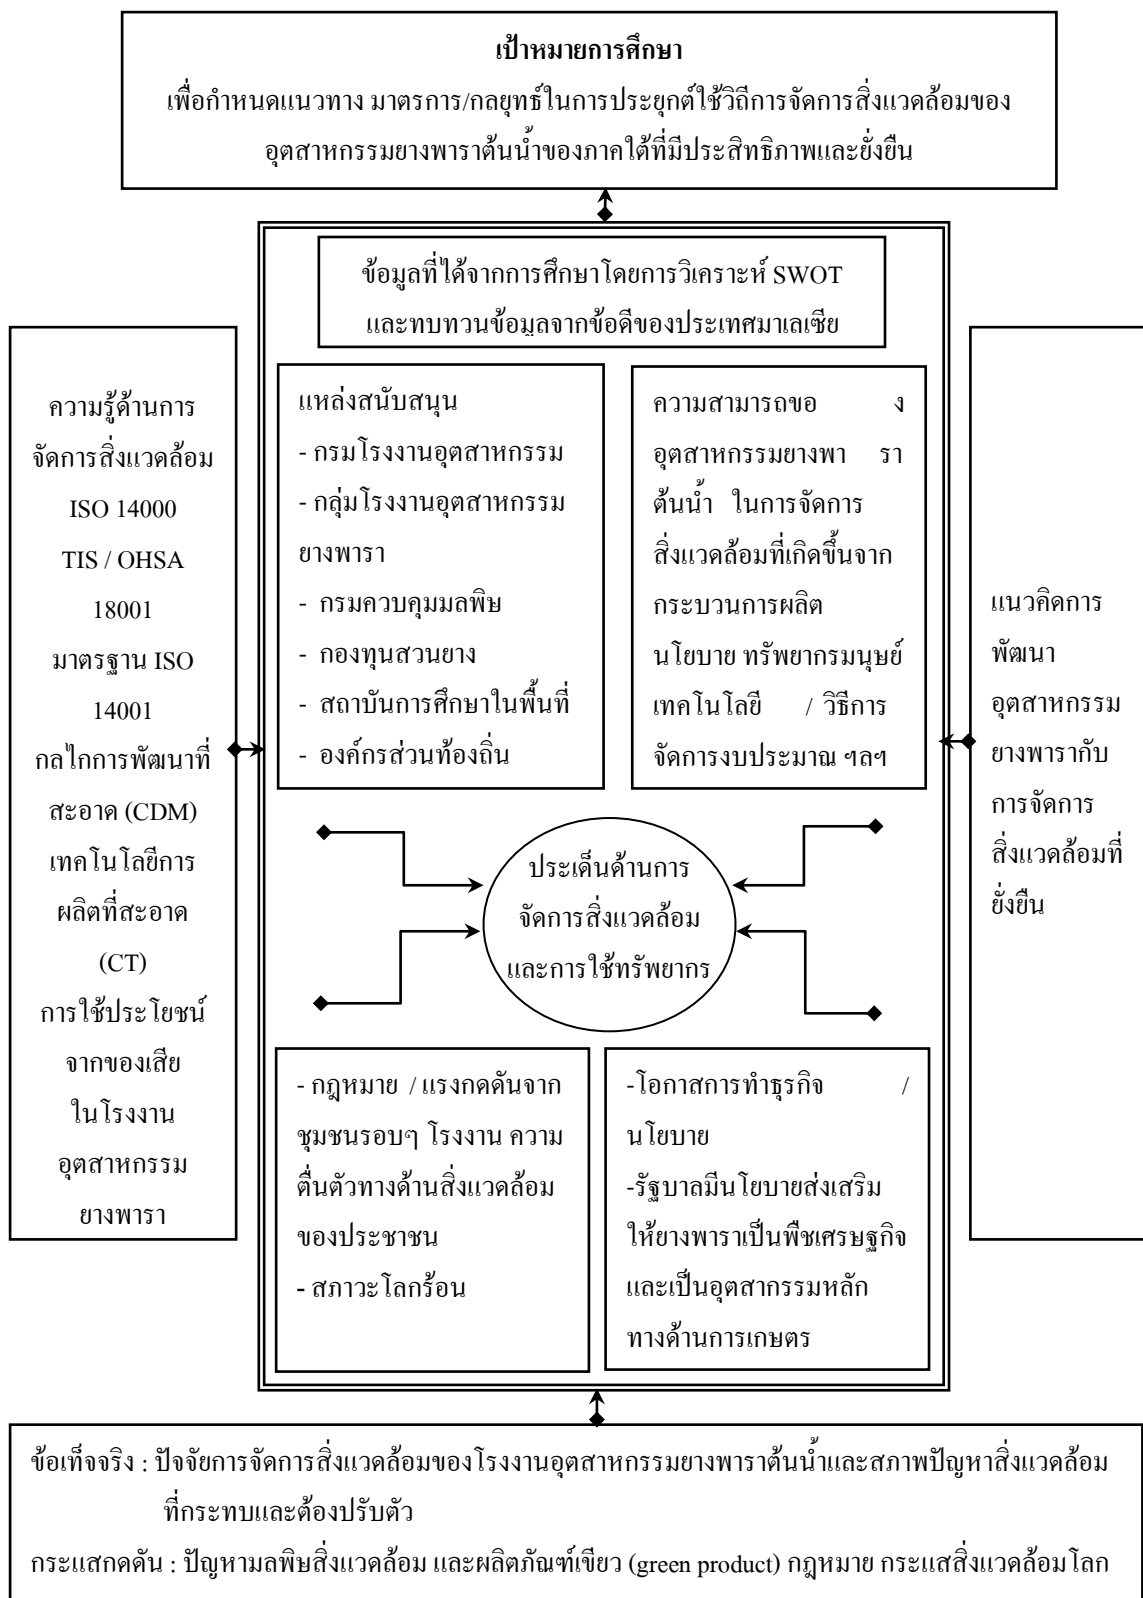 เป้าหมายการศึกษา
เพื่อกำหนดแนวทาง มาตรการ/กลยุทธ์ในการประยุกต์ใช้วิถีการจัดการสิ่งแวดล้อมของ
อุตสาหกรรมยางพาราต้นน้ำของภาคใต้ที่มีประสิทธิภาพและยั่งยืน
ข้อมูลที่ได้จากการศึกษาโดยการวิเคราะห์ SWOT
และทบทวนข้อมูลจากข้อดีของประเทศมาเลเซีย
ความรู้ด้านการ
จัดการสิ่งแวดล้อม
ISO 14000
TIS / OHSA
18001
มาตรฐาน ISO
14001
กลไกการพัฒนาที่
สะอาด (CDM)
เทคโนโลยีการ
ผลิตที่สะอาด
(CT)
การใช้ประโยชน์
จากของเสีย
ในโรงงาน
อุตสาหกรรม
ยางพารา
แหล่งสนับสนุน
- กรมโรงงานอุตสาหกรรม
- กลุ่มโรงงานอุตสาหกรรม
ยางพารา
- กรมควบคุมมลพิษ
- กองทุนสวนยาง
- สถาบันการศึกษาในพื้นที่
- องค์กรส่วนท้องถิ่น
ความสามารถขอ ง
อุตสาหกรรมยางพา รา
ต้นน้ำ ในการจัดการ
สิ่งแวดล้อมที่เกิดขึ้นจาก
กระบวนการผลิต
นโยบาย ทรัพยากรมนุษย์
เทคโนโลยี / วิธีการ
จัดการงบประมาณ ฯลฯ
แนวคิดการ
พัฒนา
อุตสาหกรรม
ยางพารากับ
การจัดการ
สิ่งแวดล้อมที่
ยั่งยืน
ประเด็นด้านการ
จัดการสิ่งแวดล้อม
และการใช้ทรัพยากร
- กฎหมาย / แรงกดดันจาก
ชุมชนรอบๆ โรงงาน ความ
ตื่นตัวทางด้านสิ่งแวดล้อม
ของประชาชน
- สภาวะโลกร้อน
-โอกาสการทำธุรกิจ /
นโยบาย
-รัฐบาลมีนโยบายส่งเสริม
ให้ยางพาราเป็นพืชเศรษฐกิจ
และเป็นอุตสากรรมหลัก
ทางด้านการเกษตร
ข้อเท็จจริง : ปัจจัยการจัดการสิ่งแวดล้อมของโรงงานอุตสาหกรรมยางพาราต้นน้ำและสภาพปัญหาสิ่งแวดล้อม
ที่กระทบและต้องปรับตัว
กระแสกดดัน : ปัญหามลพิษสิ่งแวดล้อม และผลิตภัณฑ์เขียว (green product) กฎหมาย กระแสสิ่งแวดล้อมโลก